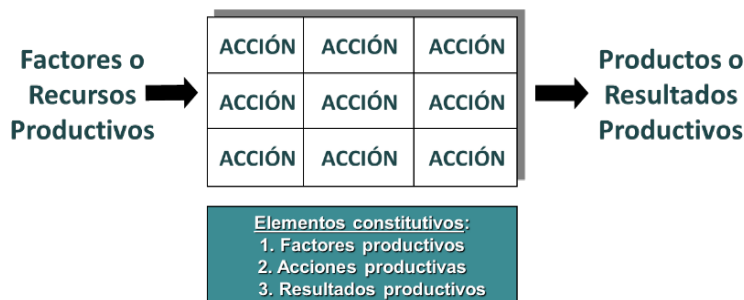 Factores o
Recursos
Productivos
ACCIÓN ACCIÓN ACCIÓN
ACCIÓN ACCIÓN ACCIÓN
ACCIÓN ACCIÓN ACCIÓN
Productos o
Resultados
Productivos
Elementos constitutivos:
1. Factores productivos
2. Acciones productivas
3. Resultados productivos